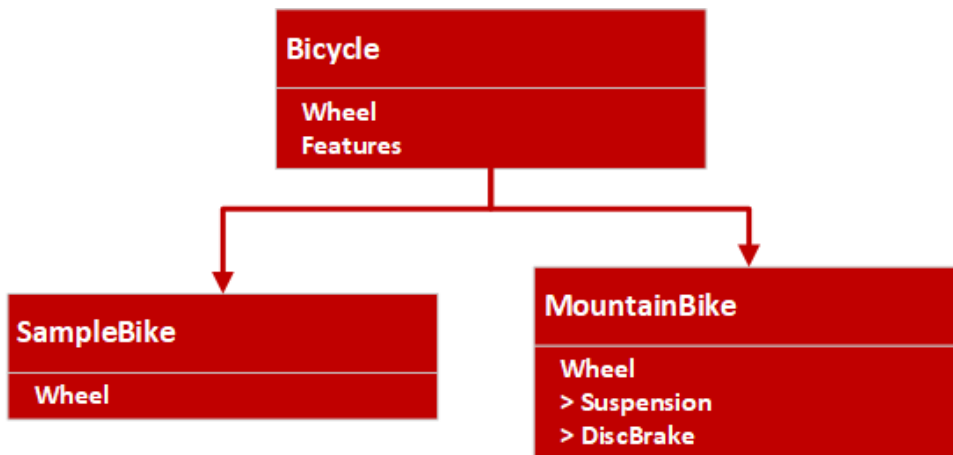 Bicycle
Wheel
Features
SampleBike
Wheel
MountainBike
Wheel
> Suspension
> DiscBrake